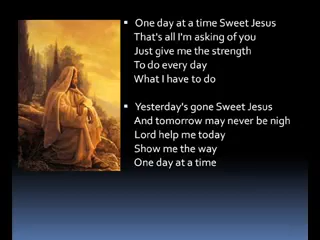 ▪ One day at a time Sweet Jesus
That's all I'm asking of you
Just give me the strength
To do every day
What I have to do
▪ Yesterday's gone Sweet Jesus
And tomorrow may never be nigh
Lord help me today
Show me the way
One day at a time